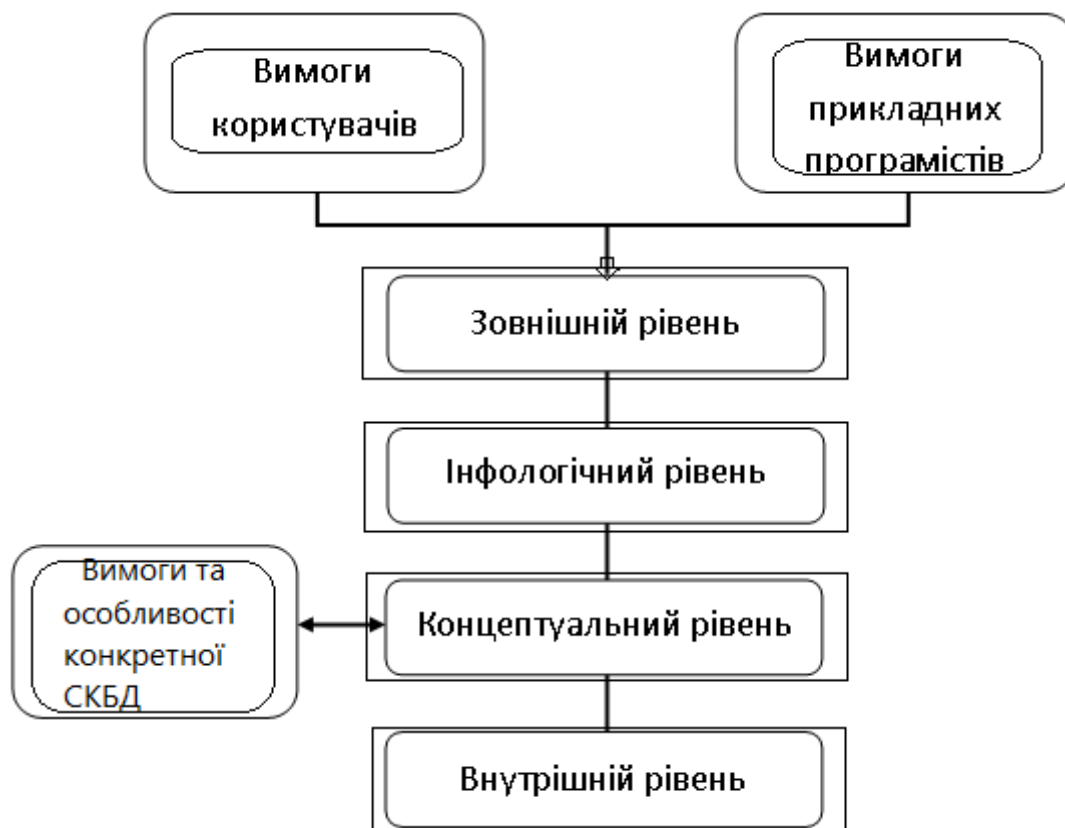 Вимоги
користувачів
Вимоги
прикладних
програмістів
Зовнішній рівень
Інфологічний рівень
Вимоги та
особливості
конкретної
СКБД
Концептуальний рівень
Внутрішній рівень